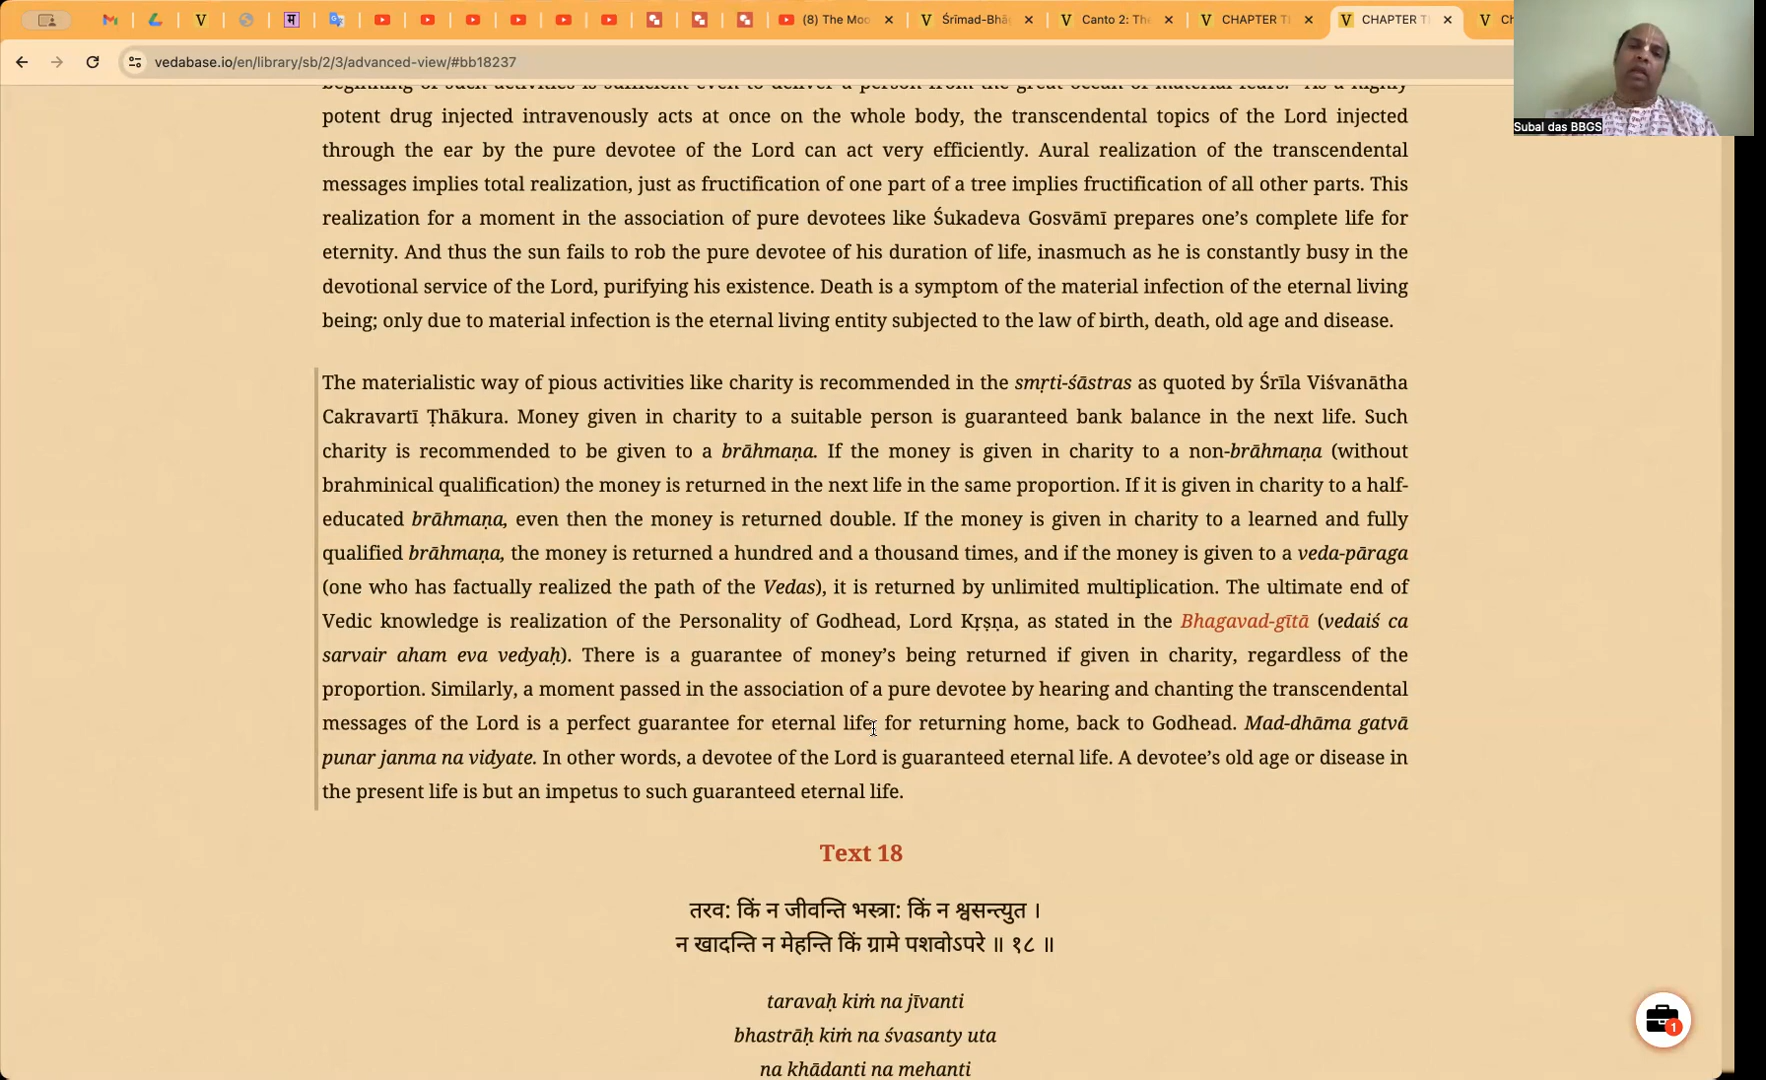 (8) The Moo
Śrīmad-Bhā
Canto 2: The
CHAPTER T
CHAPTER T
Ch
vedabase.io/en/library/sb/2/3/advanced-view/#bb18237
Subal das BBGS
beginning of such activities is sufficient even to deliver a person from the great ocean of material fears." As a highly
potent drug injected intravenously acts at once on the whole body, the transcendental topics of the Lord injected
through the ear by the pure devotee of the Lord can act very efficiently. Aural realization of the transcendental
messages implies total realization, just as fructification of one part of a tree implies fructification of all other parts. This
realization for a moment in the association of pure devotees like Śukadeva Gosvāmī prepares one's complete life for
eternity. And thus the sun fails to rob the pure devotee of his duration of life, inasmuch as he is constantly busy in the
devotional service of the Lord, purifying his existence. Death is a symptom of the material infection of the eternal living
being; only due to material infection is the eternal living entity subjected to the law of birth, death, old age and disease.
The materialistic way of pious activities like charity is recommended in the smṛti-śāstras as quoted by Śrīla Viśvanātha
Cakravartī Ṭhākura. Money given in charity to a suitable person is guaranteed bank balance in the next life. Such
charity is recommended to be given to a brāhmaṇa. If the money is given in charity to a non-brāhmaṇa (without
brahminical qualification) the money is returned in the next life in the same proportion. If it is given in charity to a half-
educated brāhmaṇa, even then the money is returned double. If the money is given in charity to a learned and fully
qualified brāhmaṇa, the money is returned a hundred and a thousand times, and if the money is given to a veda-pāraga
(one who has factually realized the path of the Vedas), it is returned by unlimited multiplication. The ultimate end of
Vedic knowledge is realization of the Personality of Godhead, Lord Kṛṣṇa, as stated in the Bhagavad-gītā (vedaiś ca
sarvair aham eva vedyaḥ). There is a guarantee of money's being returned if given in charity, regardless of the
proportion. Similarly, a moment passed in the association of a pure devotee by hearing and chanting the transcendental
messages of the Lord is a perfect guarantee for eternal life, for returning home, back to Godhead. Mad-dhāma gatvā
punar janma na vidyate. In other words, a devotee of the Lord is guaranteed eternal life. A devotee's old age or disease in
the present life is but an impetus to such guaranteed eternal life.
Text 18
तरव: किं न जीवन्ति भस्त्रा: किं न श्वसन्त्युत ।
न खादन्ति न मेहन्ति किं ग्रामे पशवोऽपरे ॥ १८ ॥
taravaḥ kiṁ na jīvanti
bhastrāḥ kiṁ na śvasanty uta
na khādanti na mehanti
1